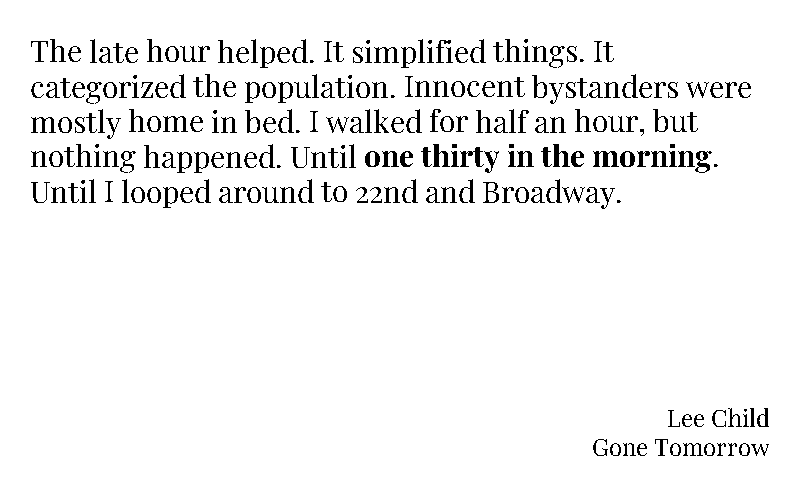 The late hour helped. It simplified things. It
categorized the population. Innocent bystanders were
mostly home in bed. I walked for half an hour, but
nothing happened. Until one thirty in the morning.
Until I looped around to 22nd and Broadway.
Lee Child
Gone Tomorrow